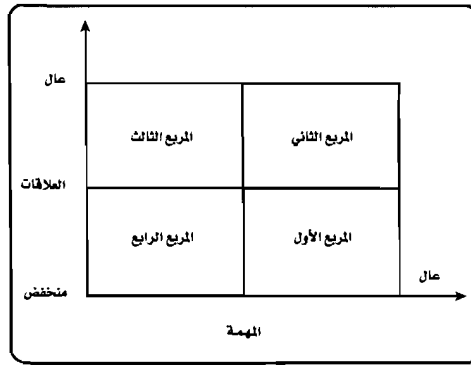 عال
المربع الثالث
المربع الثاني
العلاقات
المربع الرابع
المربع الأول
منخفض
عال
المهمة